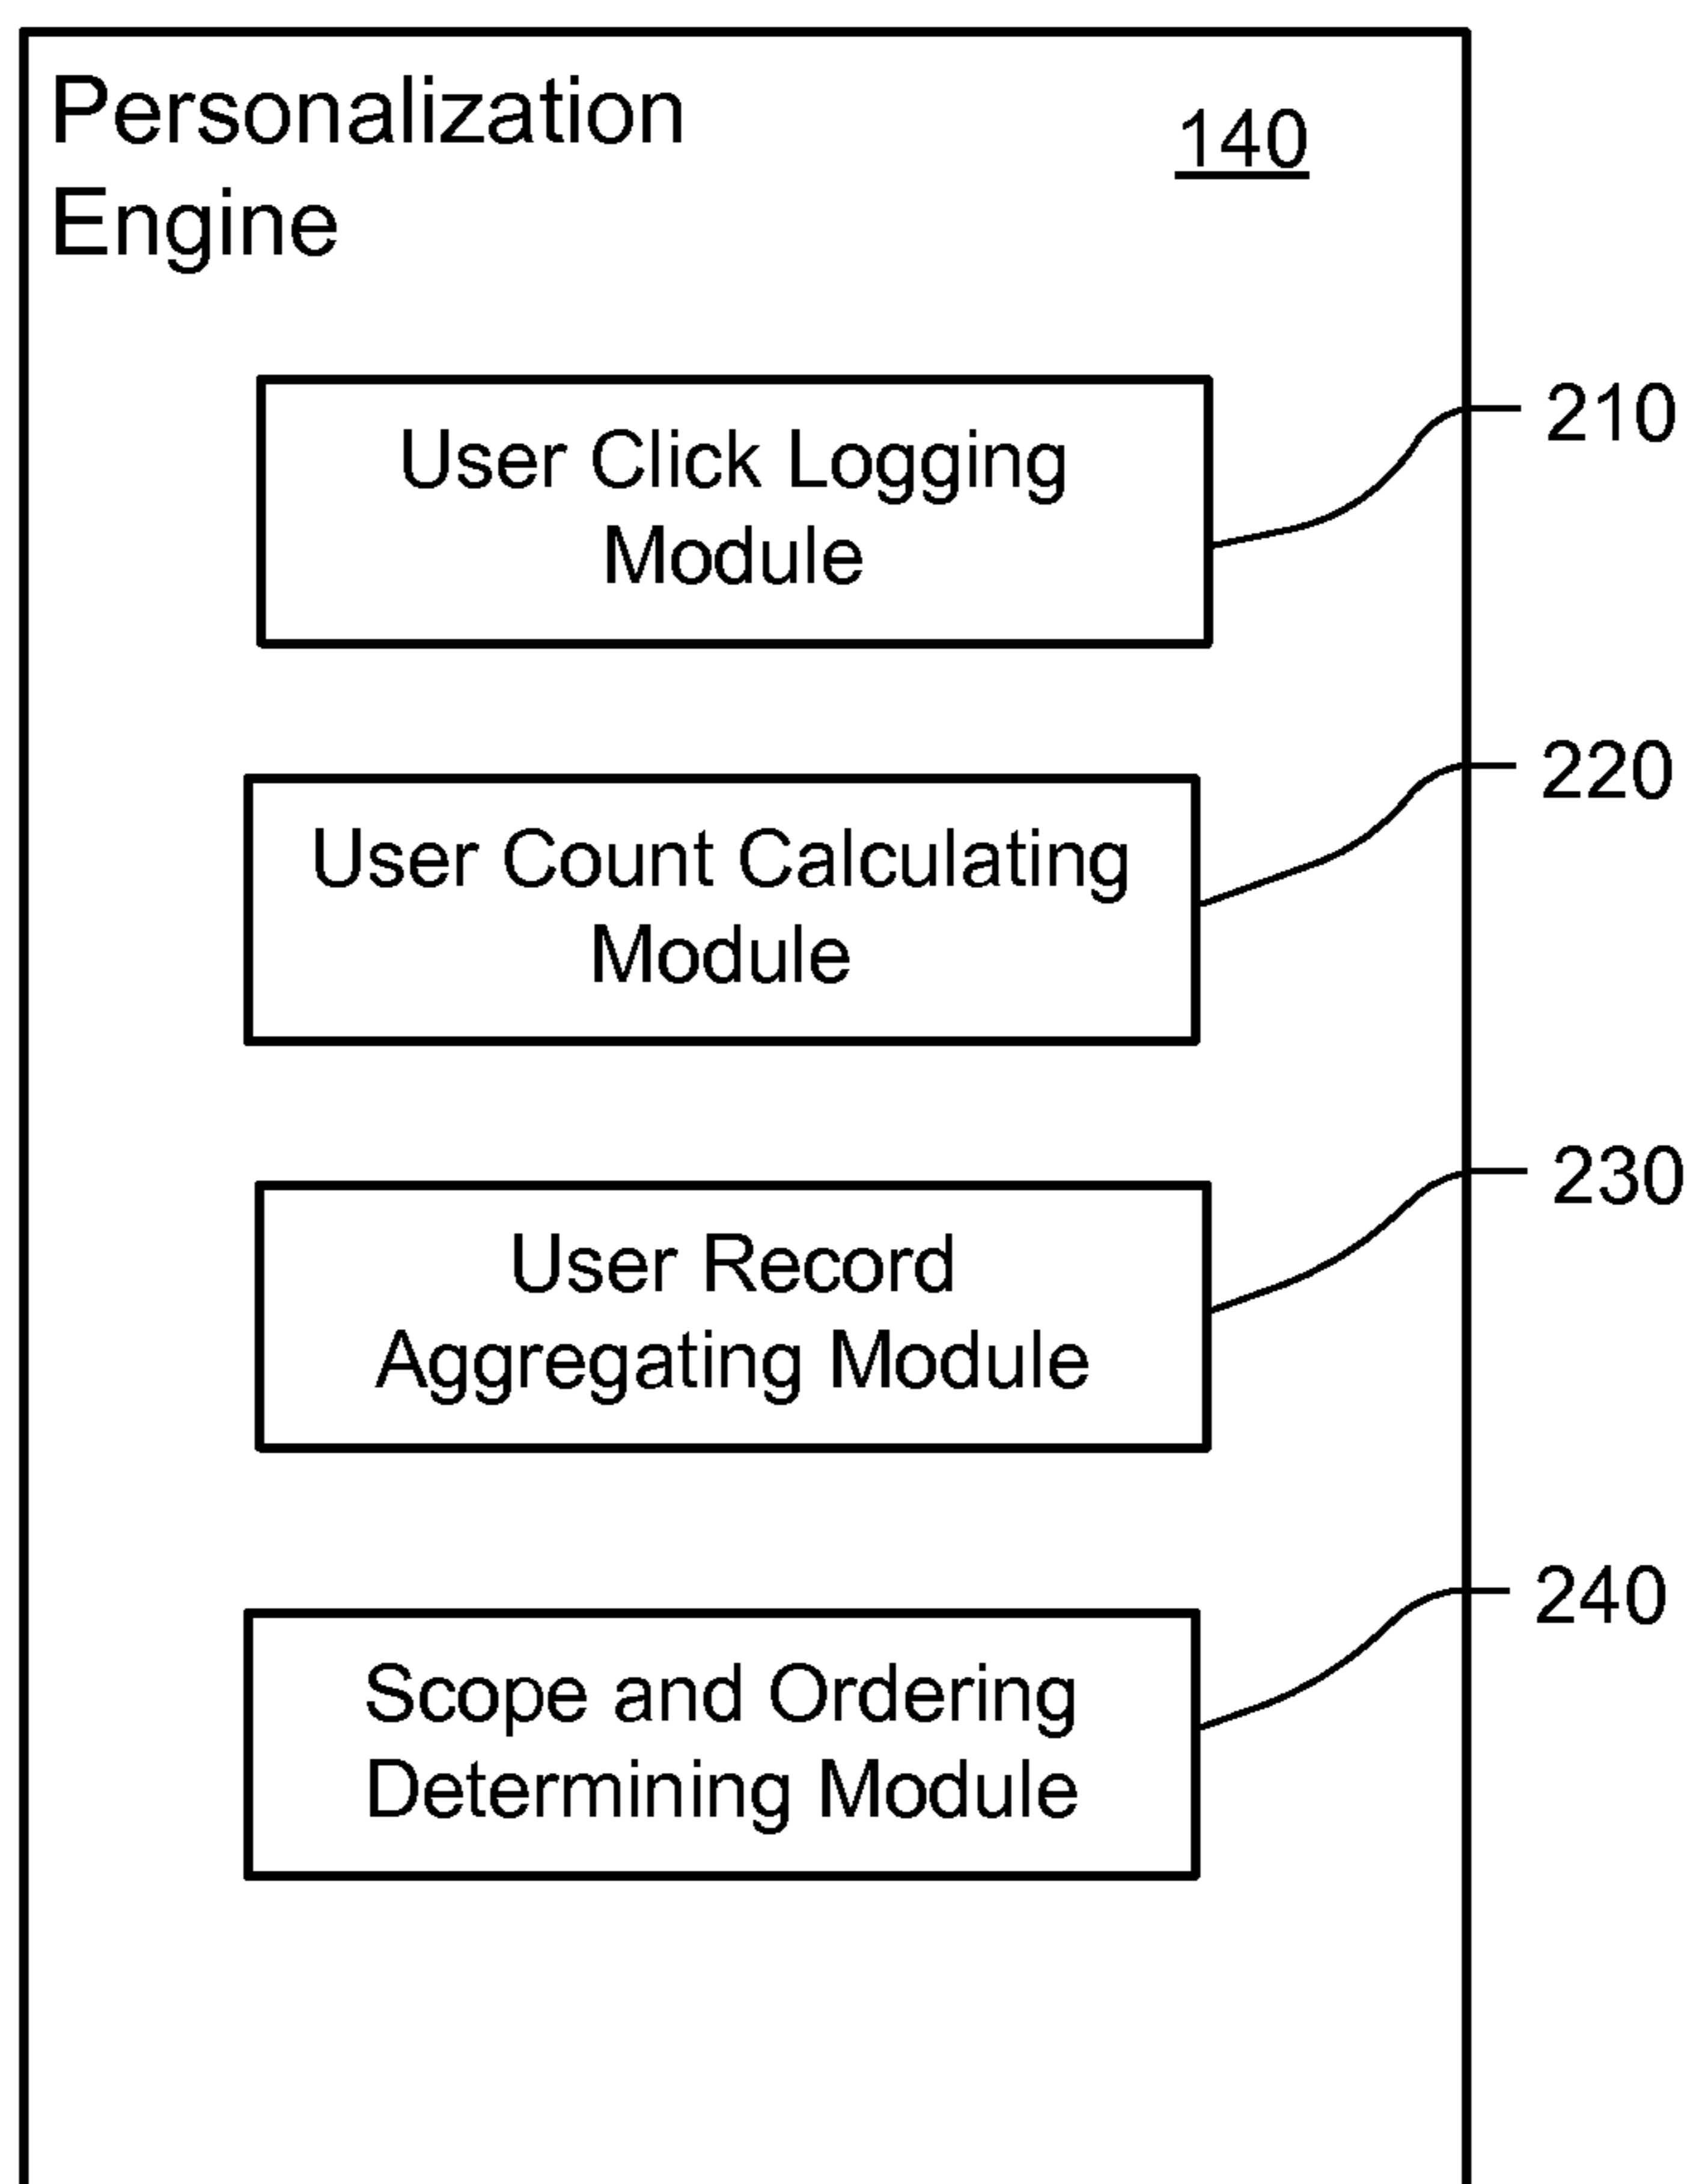 Personalization
Engine
140
User Click Logging
Module
210
User Count Calculating
Module
220
User Record
Aggregating Module
230
Scope and Ordering
Determining Module
240